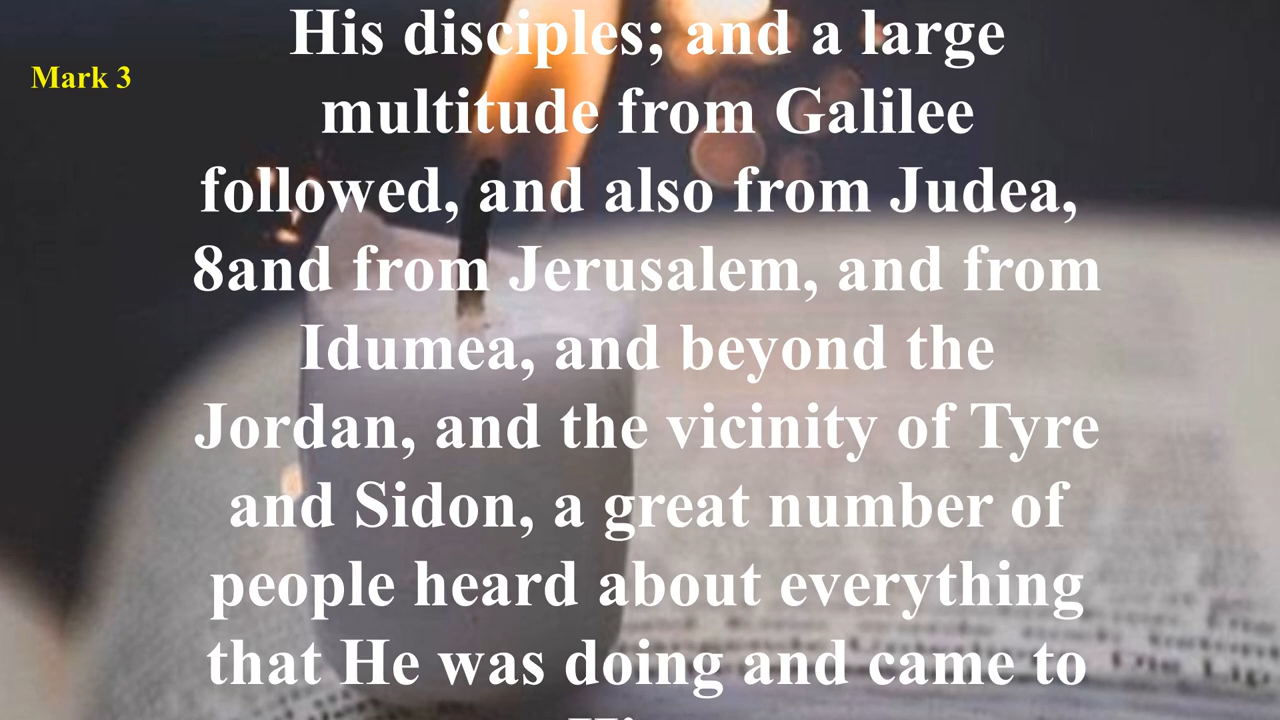 His disciples; and a large
Mark 3
multitude from Galilee
followed, and also from Judea,
8and from Jerusalem, and from
Idumea, and beyond the
Jordan, and the vicinity of Tyre
and Sidon, a great number of
people heard about everything
that He was doing and came to